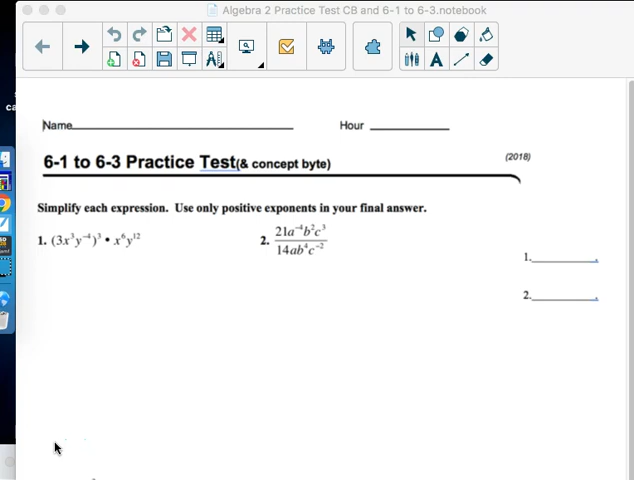 Algebra 2 Practice Test CB and 6-1 to 6-3.notebook
Name
Hour
6-1 to 6-3 Practice Test(& concept byte)
(2018)
Simplify each expression. Use only positive exponents in your final answer.
1. (3x³y⁻⁴)³ • x⁶y¹²
2. 21a⁻⁴b²c³
14ab⁴c⁻²
1.
2.